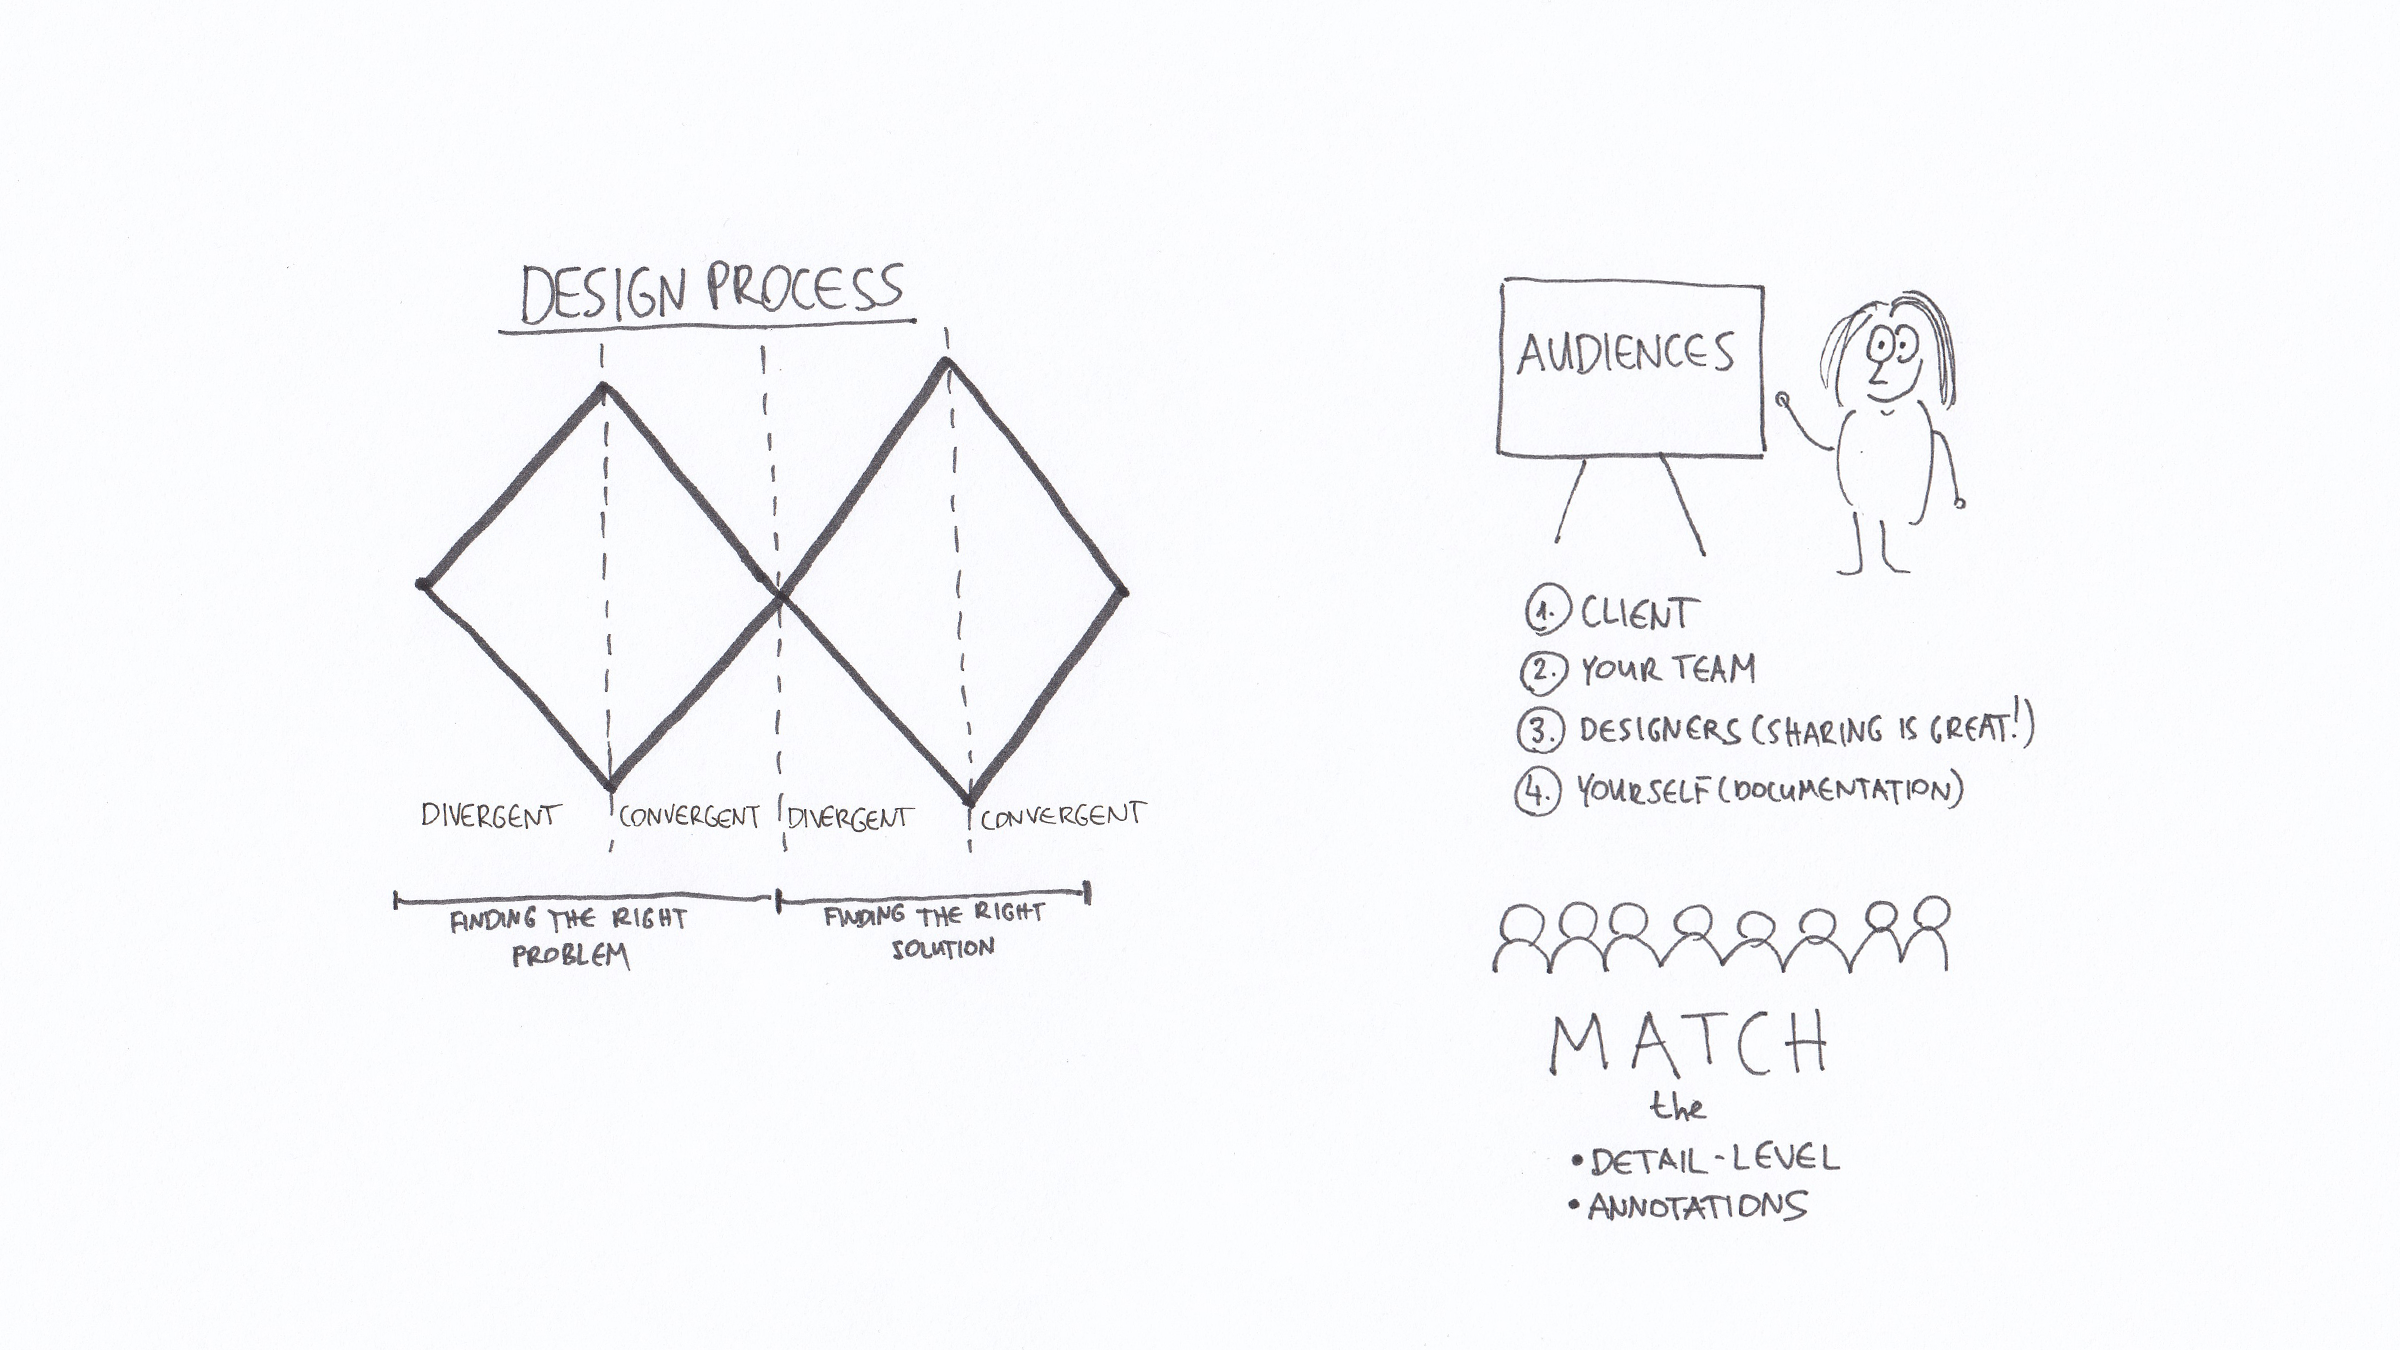 DESIGN PROCESS
DIVERGENT
CONVERGENT
DIVERGENT
CONVERGENT
FINDING THE RIGHT
PROBLEM
FINDING THE RIGHT
SOLUTION
AUDIENCES
1. CLIENT
2. YOUR TEAM
3. DESIGNERS (SHARING IS GREAT!)
4. YOURSELF (DOCUMENTATION)
MATCH
the
• DETAIL-LEVEL
• ANNOTATIONS